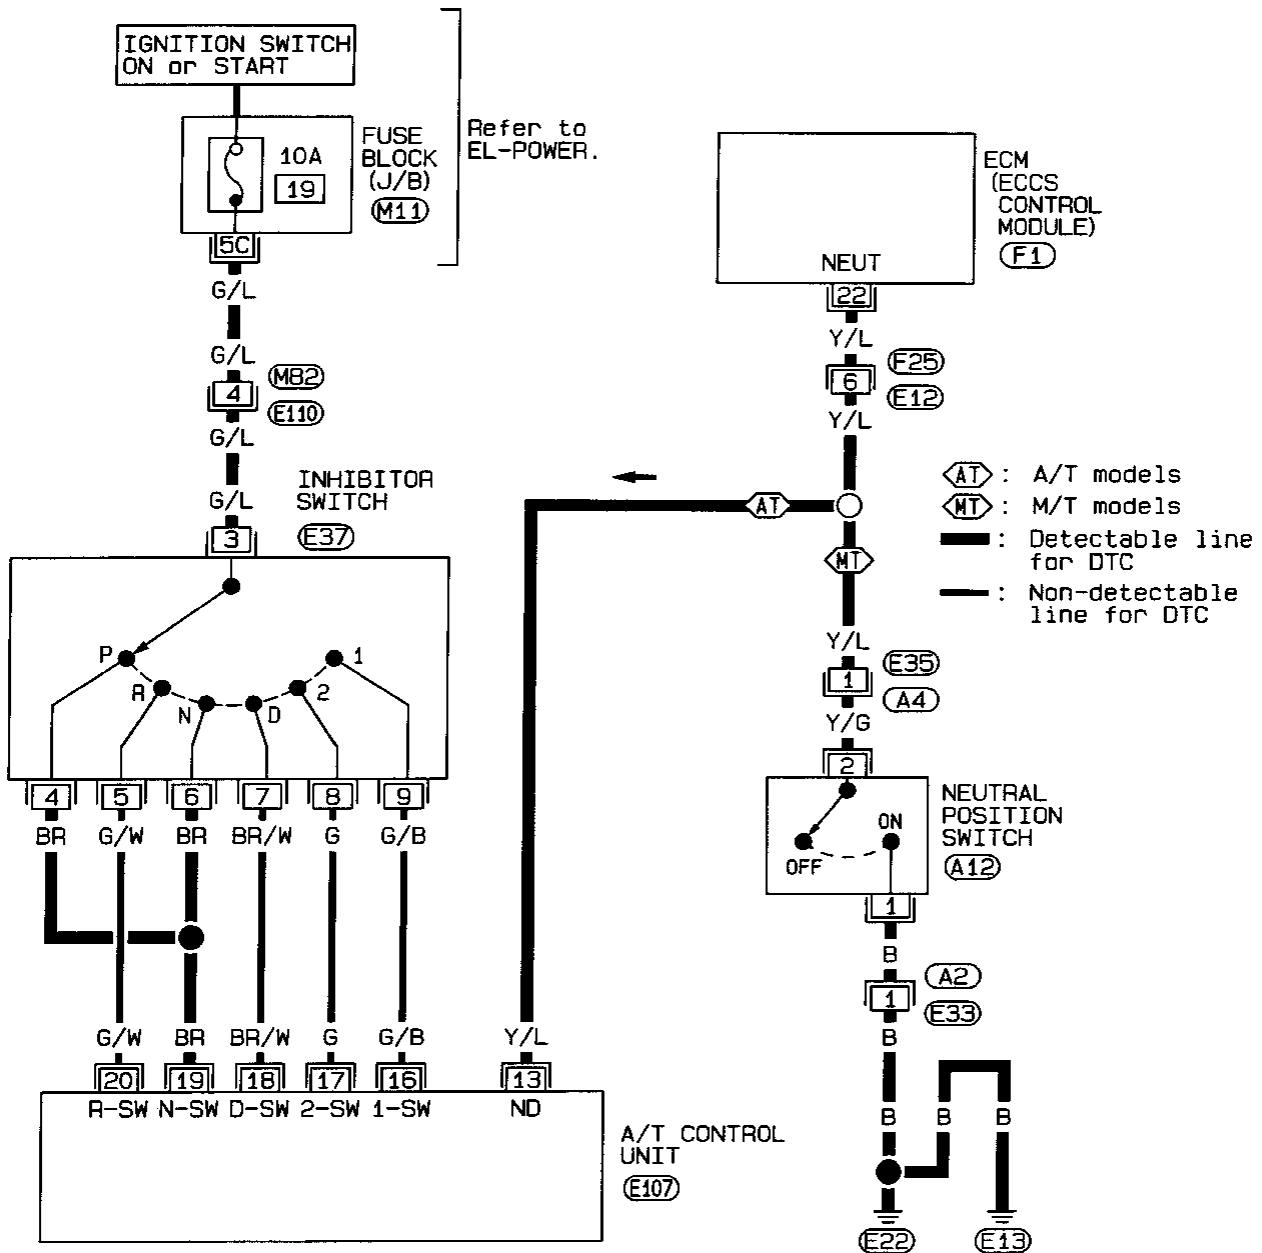 IGNITION SWITCH
ON or START
FUSE
BLOCK
(J/B)
M11
10A
19
5C
Refer to
EL-POWER.
G/L
G/L
4
M82
E110
G/L
G/L
3
INHIBITOR
SWITCH
E37
P
R
N
D
2
1
4
5
6
7
8
9
BR
G/W
BR
BR/W
G
G/B
G/W
BR
BR/W
G
G/B
Y/L
20
19
18
17
16
13
R-SW
N-SW
D-SW
2-SW
1-SW
ND
A/T CONTROL
UNIT
E107
ECM
(ECCS
CONTROL
MODULE)
F1
NEUT
22
Y/L
6
F25
E12
Y/L
AT
MT
Y/L
1
E35
A4
Y/G
2
NEUTRAL
POSITION
SWITCH
A12
OFF
ON
1
B
1
A2
E33
B
B
B
B
E22
E13
AT : A/T models
MT : M/T models
: Detectable line
for DTC
: Non-detectable
line for DTC